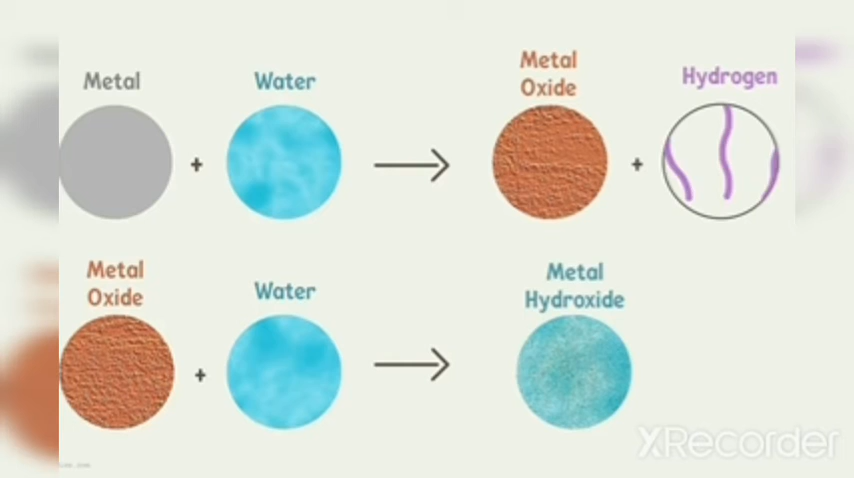 Metal + Water → Metal Oxide + Hydrogen
Metal Oxide + Water → Metal Hydroxide
XRecorder